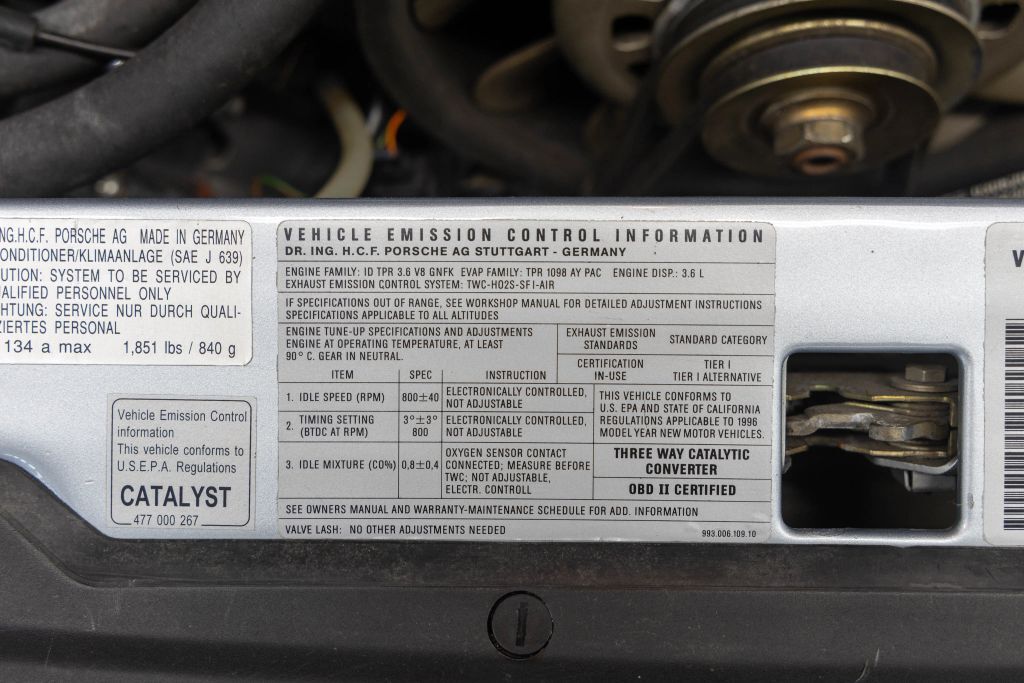 NG.H.C.F. PORSCHE AG MADE IN GERMANY
ONDITIONER/KLIMAANLAGE (SAE J 639)
UTION: SYSTEM TO BE SERVICED BY
ALIFIED PERSONNEL ONLY
HTUNG: SERVICE NUR DURCH QUALI-
ZIERTES PERSONAL
134 a max 1,851 lbs / 840 g
Vehicle Emission Control
information
This vehicle conforms to
U.S.E.P.A. Regulations
CATALYST
477 000 267
VEHICLE EMISSION CONTROL INFORMATION
DR. ING. H.C.F. PORSCHE AG STUTTGART - GERMANY
ENGINE FAMILY: ID TPR 3.6 V8 GNFK EVAP FAMILY: TPR 1098 AY PAC ENGINE DISP.: 3.6 L
EXHAUST EMISSION CONTROL SYSTEM: TWC-HO2S-SFI-AIR
IF SPECIFICATIONS OUT OF RANGE, SEE WORKSHOP MANUAL FOR DETAILED ADJUSTMENT INSTRUCTIONS
SPECIFICATIONS APPLICABLE TO ALL ALTITUDES
ENGINE TUNE-UP SPECIFICATIONS AND ADJUSTMENTS
ENGINE AT OPERATING TEMPERATURE, AT LEAST
90° C. GEAR IN NEUTRAL.
EXHAUST EMISSION
STANDARDS
STANDARD CATEGORY
CERTIFICATION
IN-USE
TIER I
TIER I ALTERNATIVE
ITEM SPEC INSTRUCTION
1. IDLE SPEED (RPM) 800±40 ELECTRONICALLY CONTROLLED,
NOT ADJUSTABLE
2. TIMING SETTING
(BTDC AT RPM)
3°±3°
800
ELECTRONICALLY CONTROLLED,
NOT ADJUSTABLE
3. IDLE MIXTURE (CO%) 0,8±0,4
OXYGEN SENSOR CONTACT
CONNECTED; MEASURE BEFORE
TWC; NOT ADJUSTABLE,
ELECTR. CONTROLL
THIS VEHICLE CONFORMS TO
U.S. EPA AND STATE OF CALIFORNIA
REGULATIONS APPLICABLE TO 1996
MODEL YEAR NEW MOTOR VEHICLES.
THREE WAY CATALYTIC
CONVERTER
OBD II CERTIFIED
SEE OWNERS MANUAL AND WARRANTY-MAINTENANCE SCHEDULE FOR ADD. INFORMATION
VALVE LASH: NO OTHER ADJUSTMENTS NEEDED 993.006.109.10
V